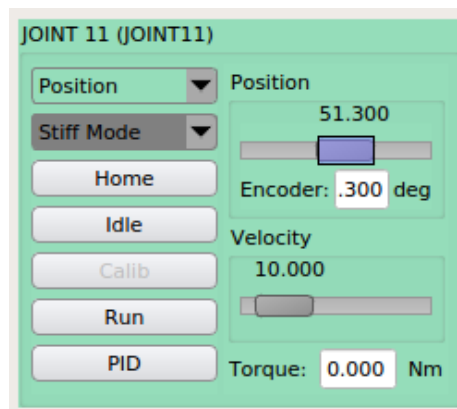 JOINT 11 (JOINT11)
Position
Stiff Mode
Home
Idle
Calib
Run
PID
Position
51.300
Encoder: .300 deg
Velocity
10.000
Torque: 0.000 Nm